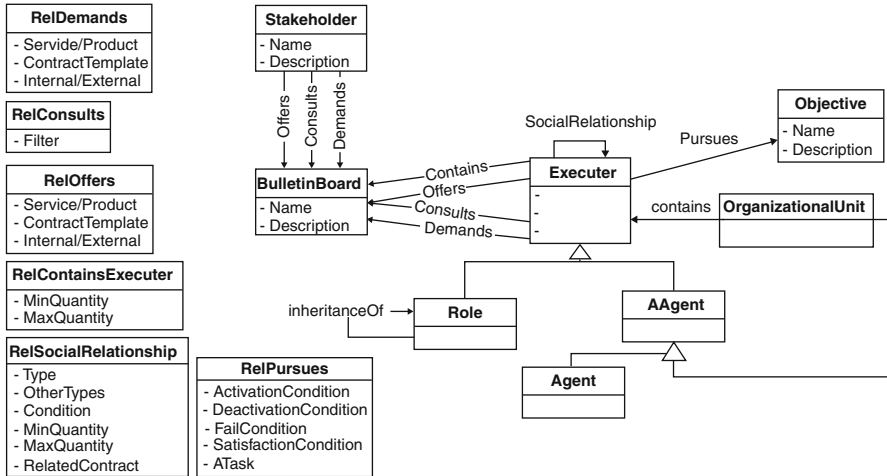 RelDemands
- Servide/Product
- ContractTemplate
- Internal/External
RelConsults
- Filter
RelOffers
- Service/Product
- ContractTemplate
- Internal/External
RelContainsExecuter
- MinQuantity
- MaxQuantity
RelSocialRelationship
- Type
- OtherTypes
- Condition
- MinQuantity
- MaxQuantity
- RelatedContract
RelPursues
- ActivationCondition
- DeactivationCondition
- FailCondition
- SatisfactionCondition
- ATask
Stakeholder
- Name
- Description
Offers
Consults
Demands
BulletinBoard
- Name
- Description
Contains
Offers
Consults
Demands
SocialRelationship
Executer
-
-
-
Pursues
Objective
- Name
- Description
contains
OrganizationalUnit
inheritanceOf
Role
AAgent
Agent